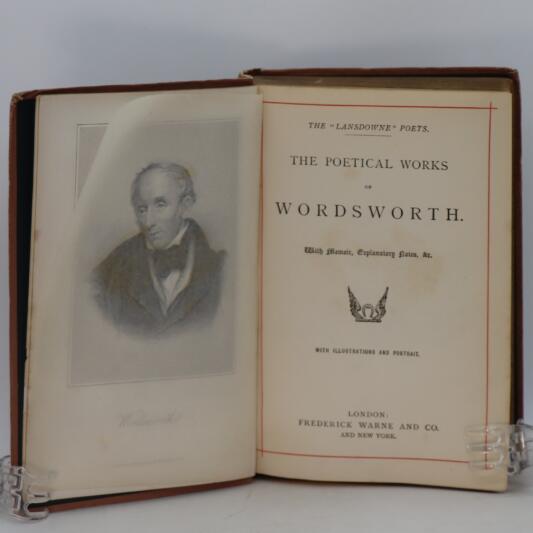 Wordsworth
THE "LANSDOWNE" POETS.
THE POETICAL WORKS
OF
WORDSWORTH.
With Memoir, Explanatory Notes, &c.
WITH ILLUSTRATIONS AND PORTRAIT.
LONDON:
FREDERICK WARNE AND CO.
AND NEW YORK.